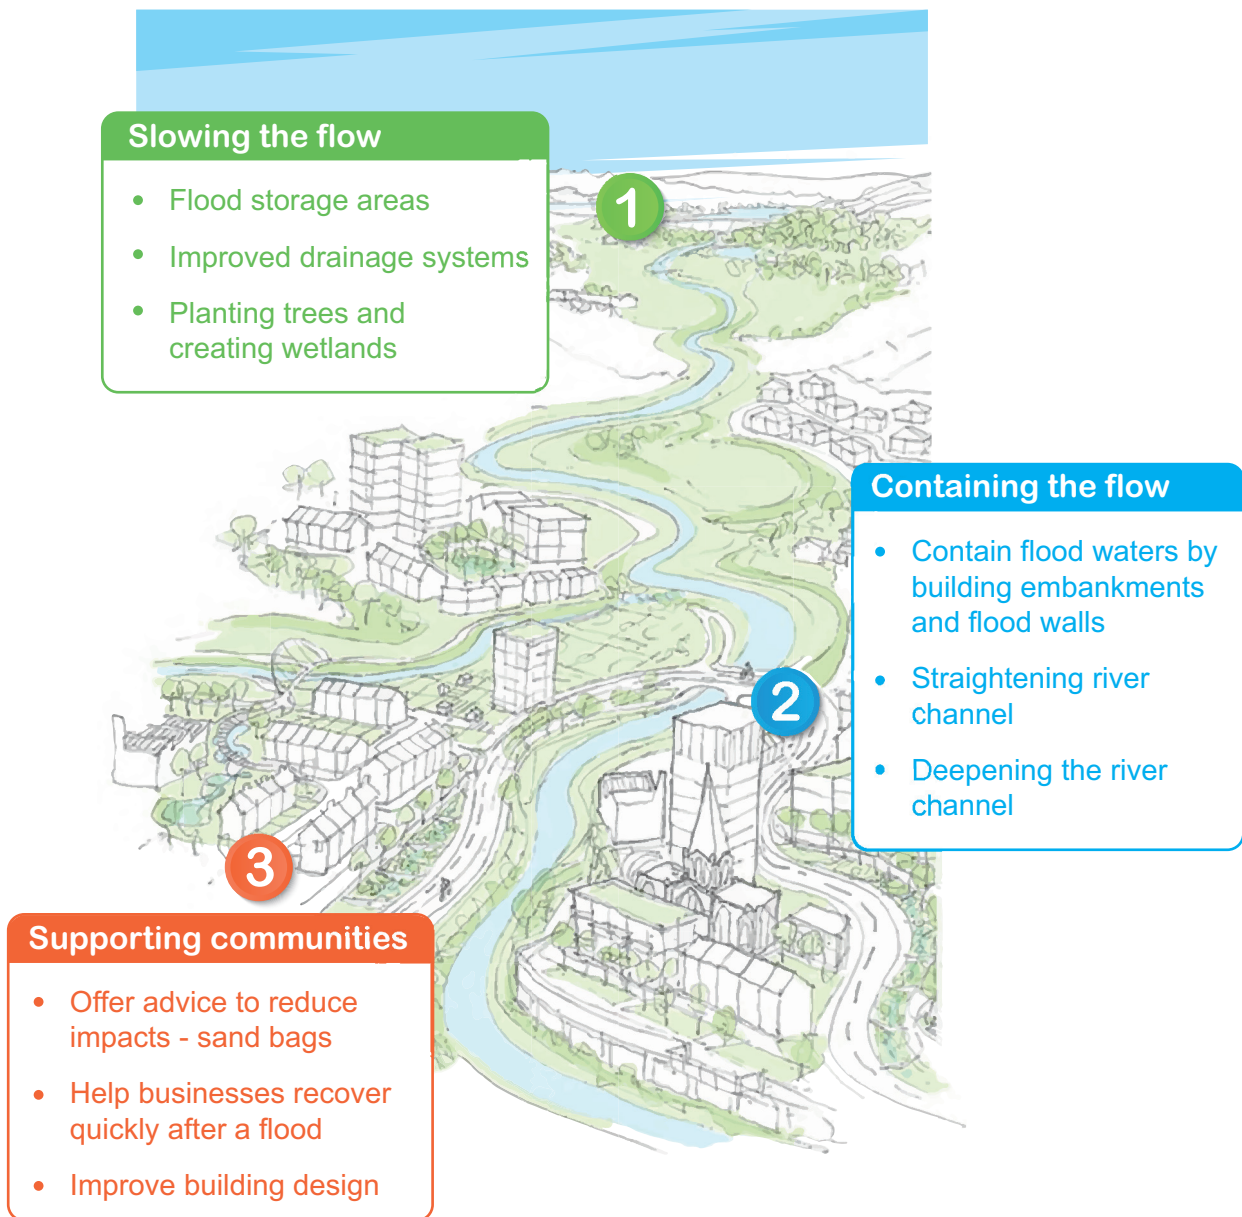 Slowing the flow
• Flood storage areas
• Improved drainage systems
• Planting trees and
creating wetlands
1
Containing the flow
• Contain flood waters by
building embankments
and flood walls
• Straightening river
channel
• Deepening the river
channel
2
3
Supporting communities
• Offer advice to reduce
impacts - sand bags
• Help businesses recover
quickly after a flood
• Improve building design